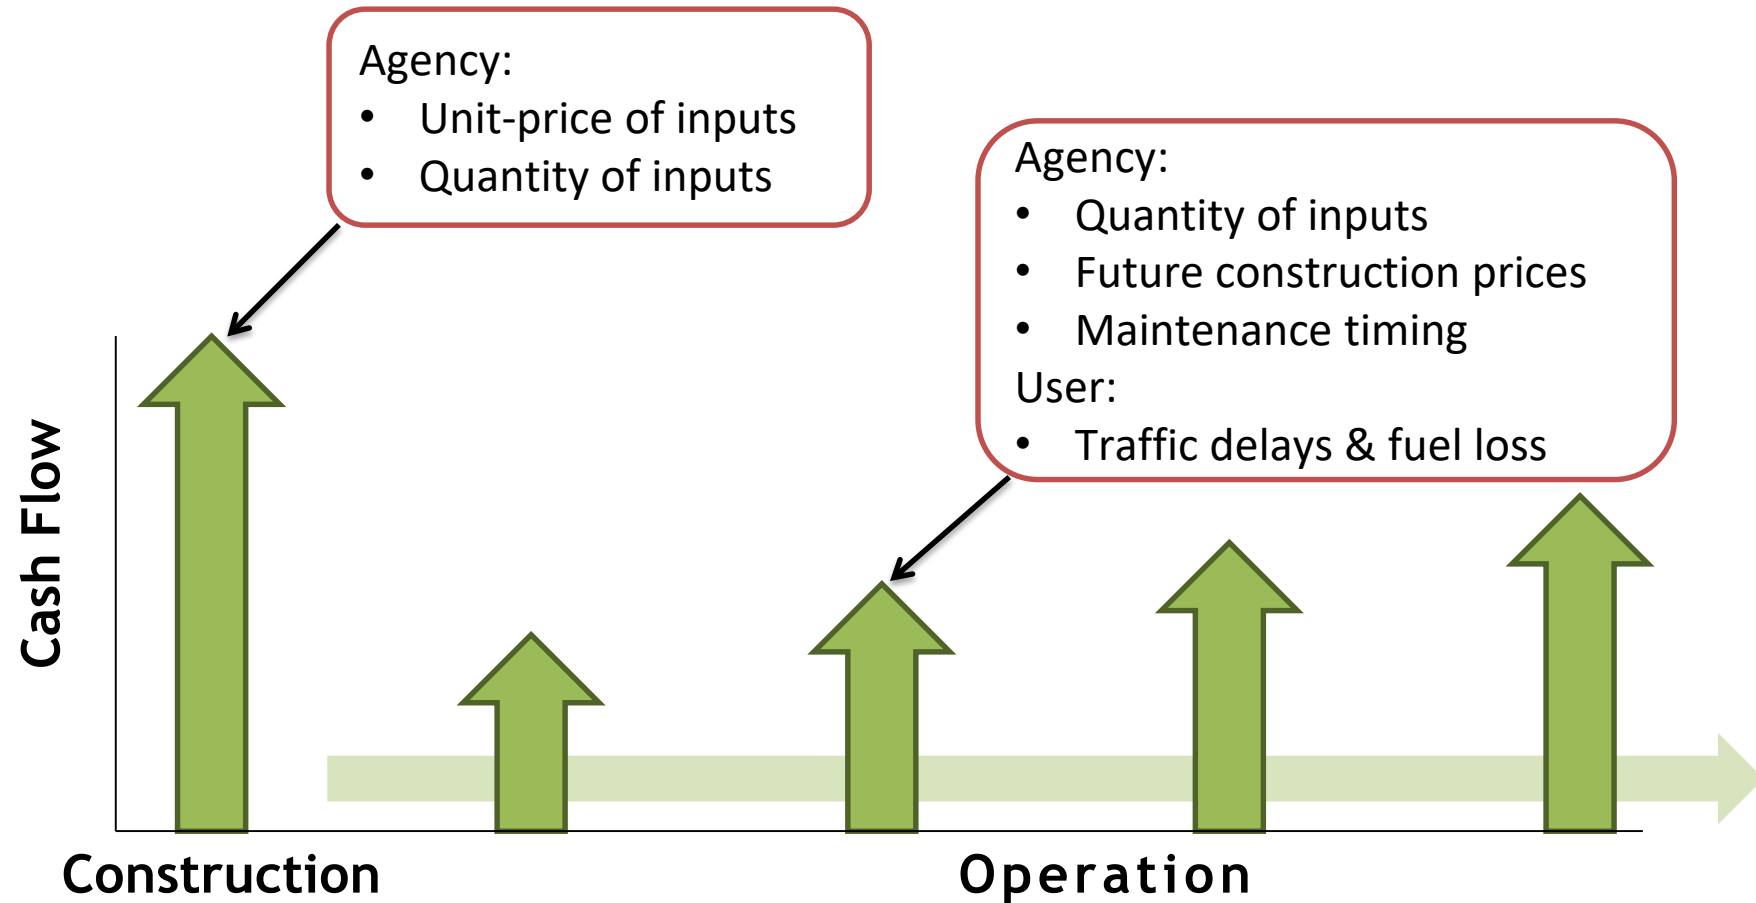 Agency:
• Unit-price of inputs
• Quantity of inputs
Agency:
• Quantity of inputs
• Future construction prices
• Maintenance timing
User:
• Traffic delays & fuel loss
Cash Flow
Construction
Operation